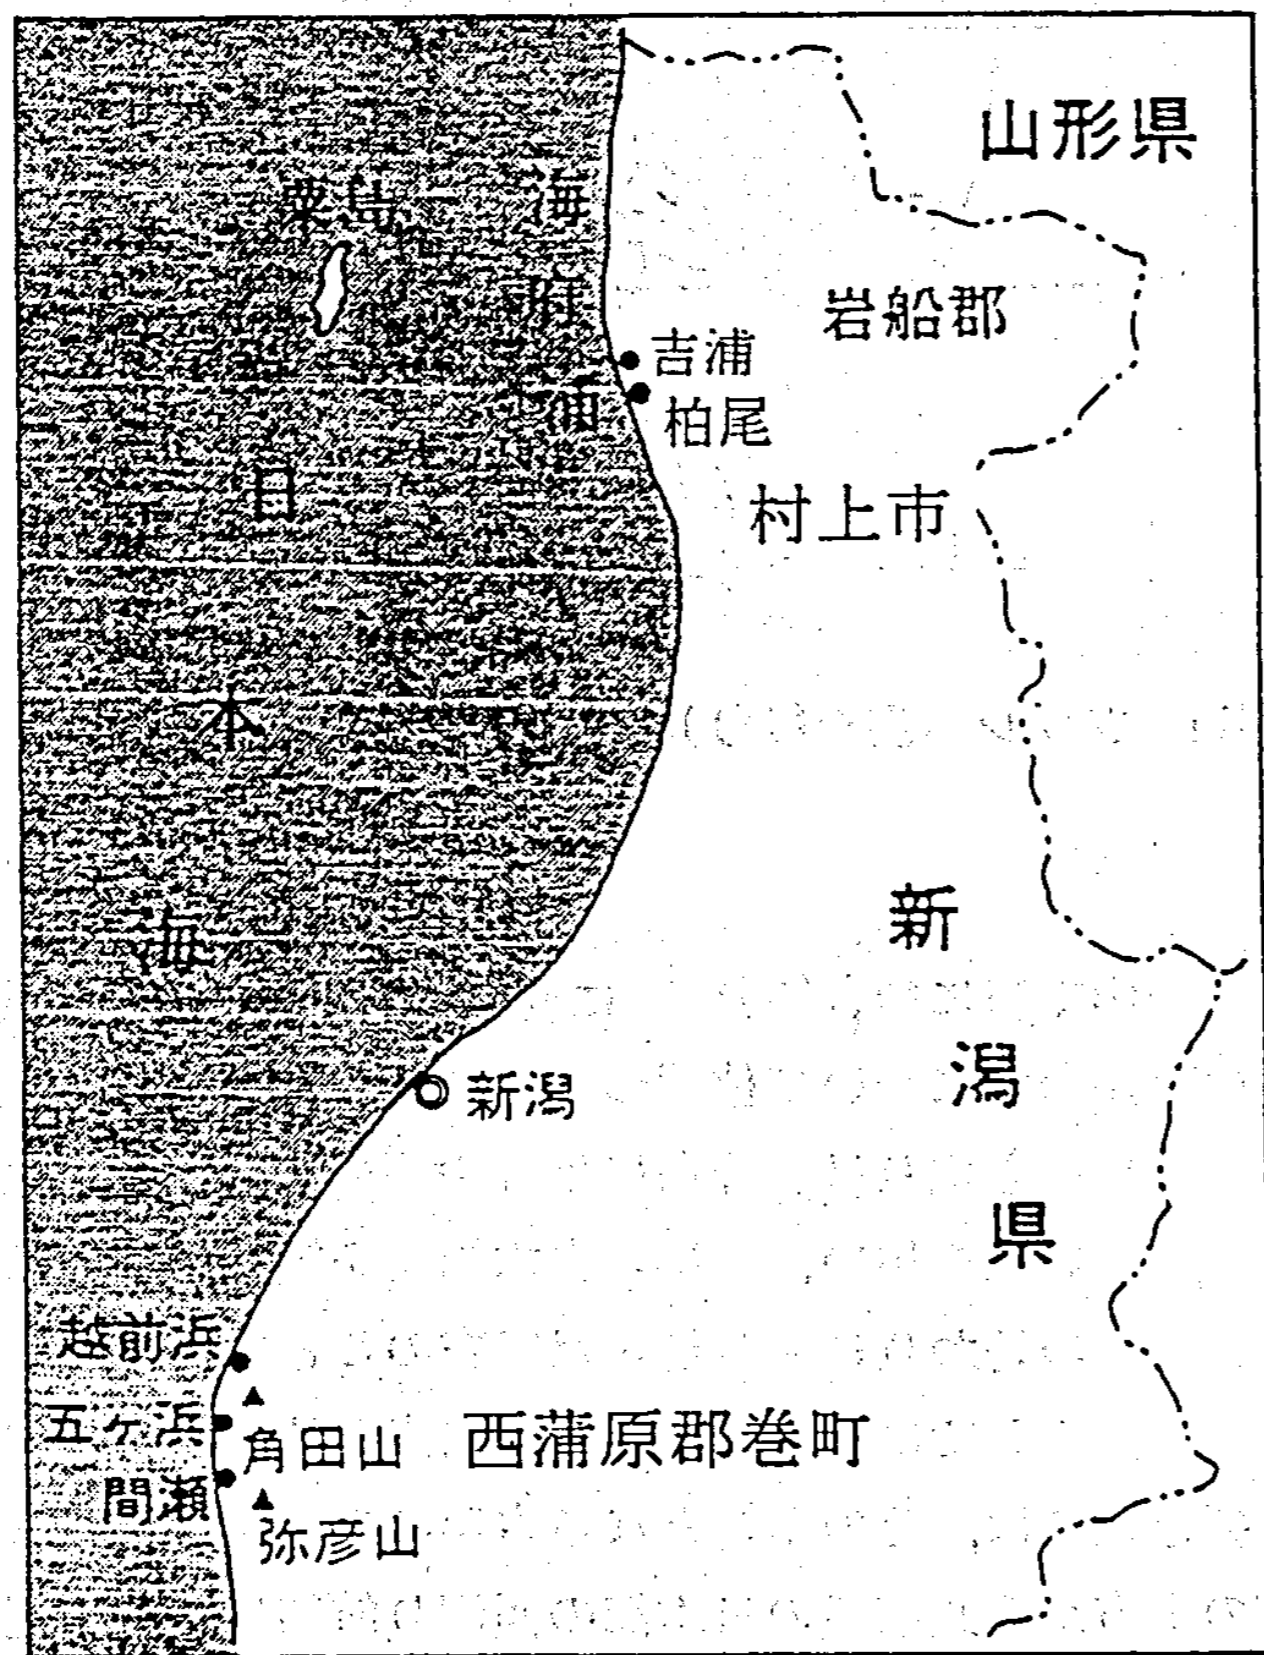 山形県
粟島
海府浦
岩船郡
吉浦
柏尾
村上市
日本海
新潟県
新潟
越前浜
五ヶ浜
角田山
西蒲原郡巻町
間瀬
弥彦山